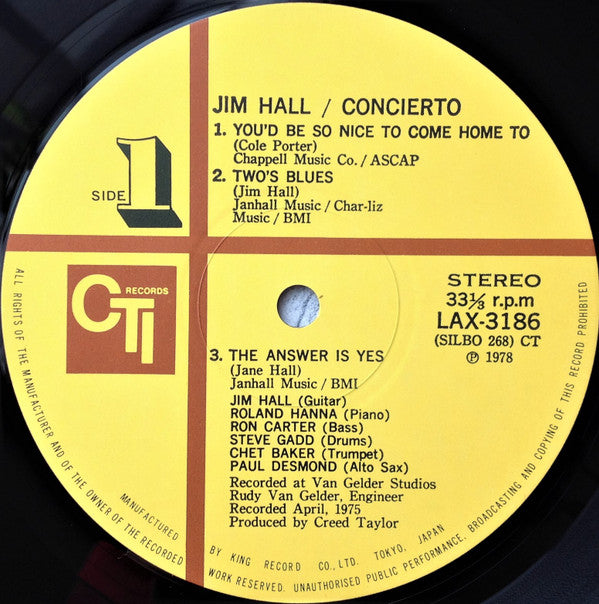 JIM HALL / CONCIERTO
1. YOU'D BE SO NICE TO COME HOME TO
(Cole Porter)
Chappell Music Co./ASCAP
2. TWO'S BLUES
(Jim Hall)
Janhall Music/Char-liz
Music/BMI
SIDE 1
CTI RECORDS
STEREO
33⅓ r.p.m
LAX-3186
(SILBO 268) CT
Ⓟ 1978
3. THE ANSWER IS YES
(Jane Hall)
Janhall Music/BMI
JIM HALL (Guitar)
ROLAND HANNA (Piano)
RON CARTER (Bass)
STEVE GADD (Drums)
CHET BAKER (Trumpet)
PAUL DESMOND (Alto Sax)
Recorded at Van Gelder Studios
Rudy Van Gelder, Engineer
Recorded April, 1975
Produced by Creed Taylor
MANUFACTURED BY KING RECORD CO., LTD. TOKYO, JAPAN
ALL RIGHTS OF THE MANUFACTURER AND OF THE OWNER OF THE RECORDED WORK RESERVED. UNAUTHORISED PUBLIC PERFORMANCE, BROADCASTING AND COPYING OF THIS RECORD PROHIBITED